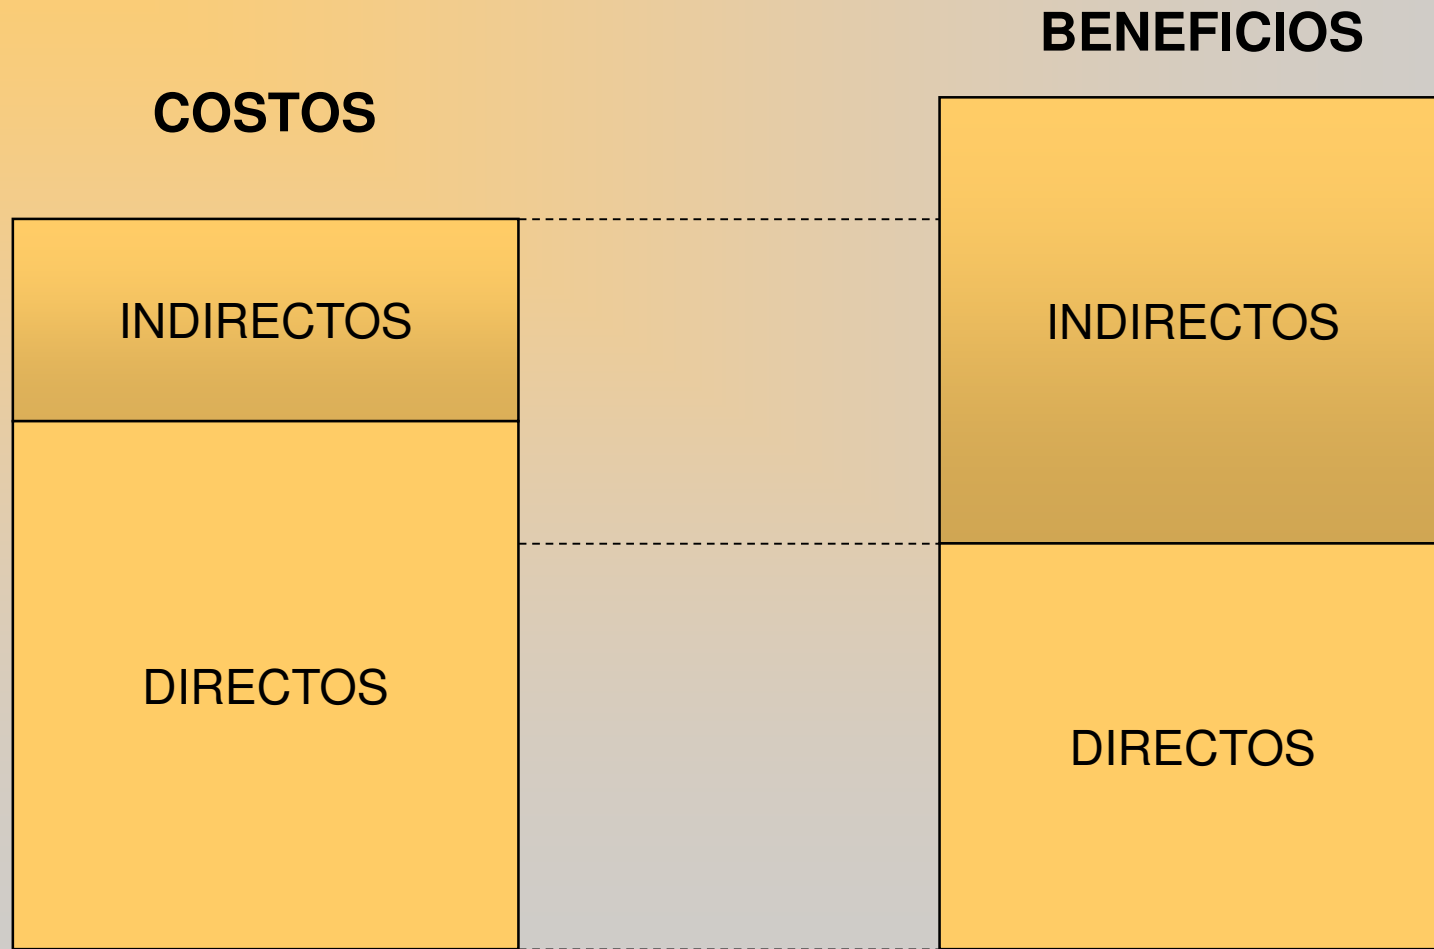 BENEFICIOS
COSTOS
INDIRECTOS
INDIRECTOS
DIRECTOS
DIRECTOS